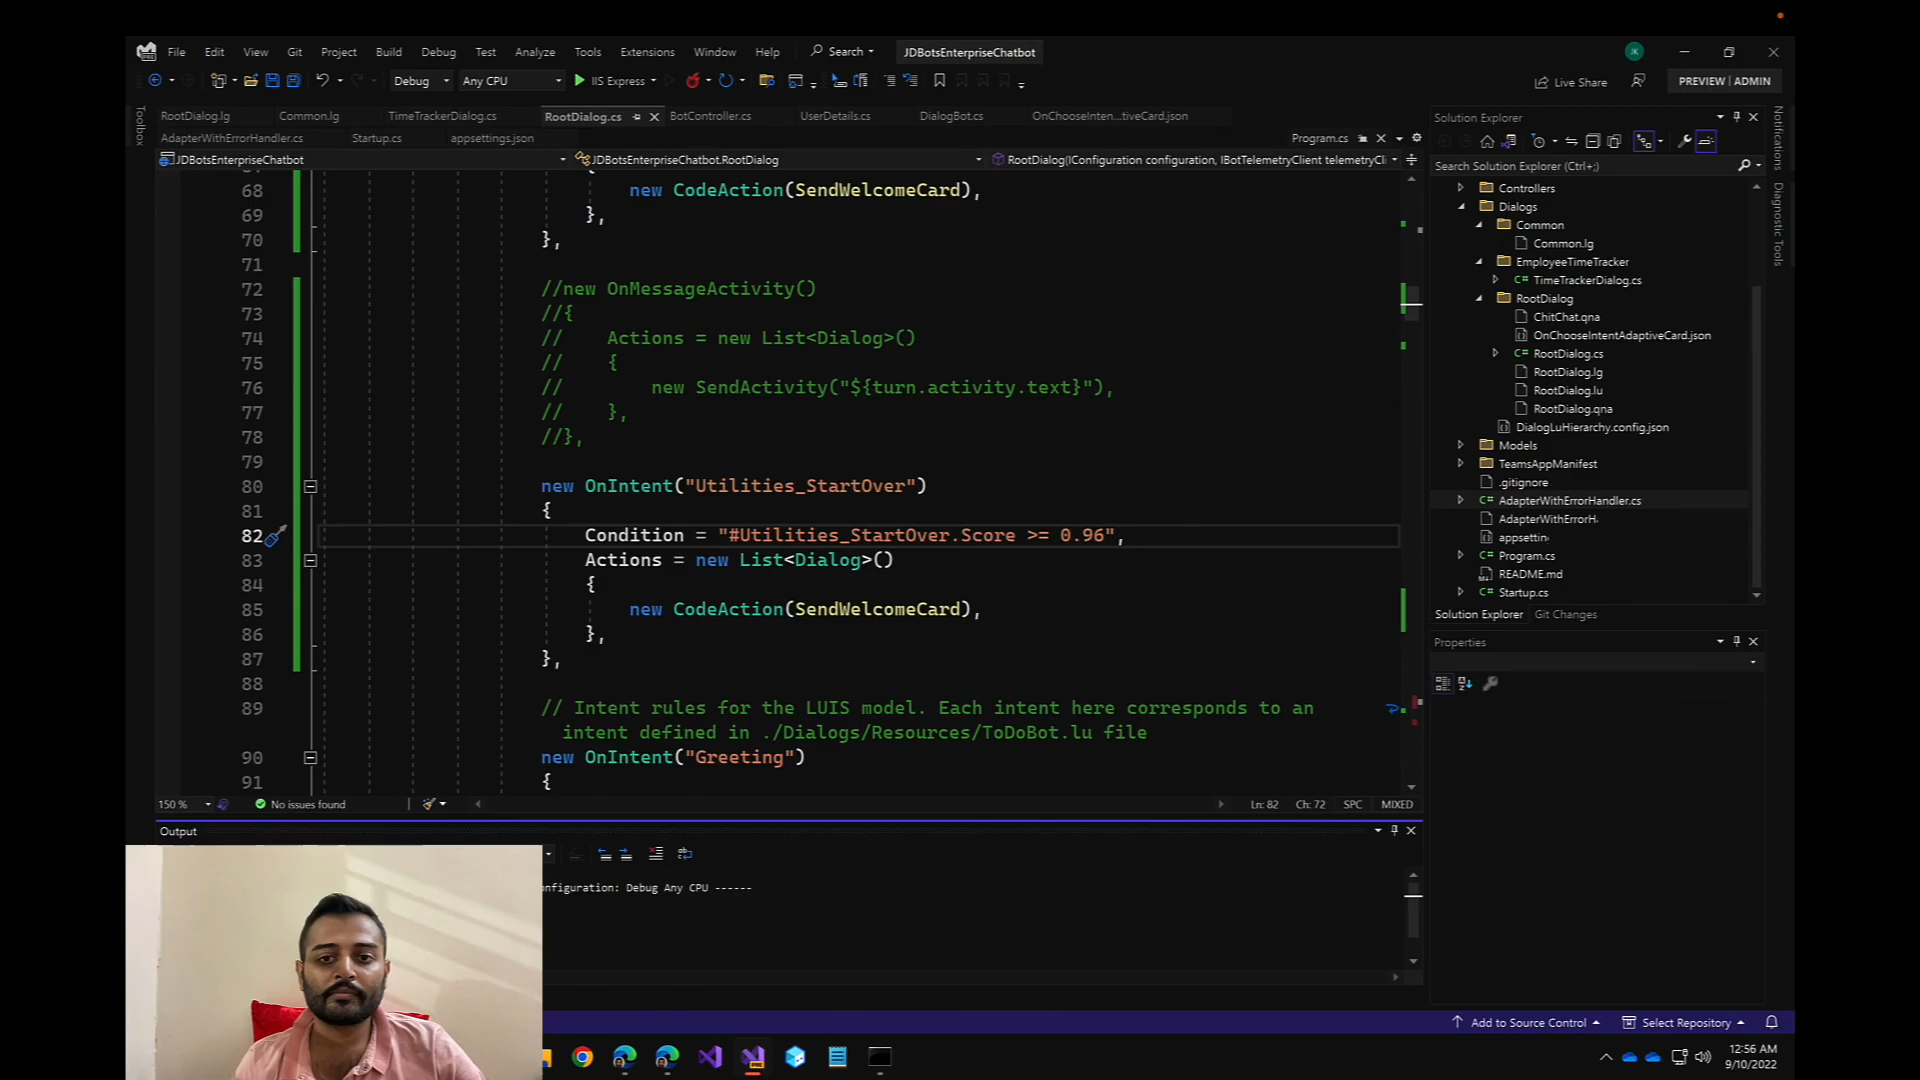 File Edit View Git Project Build Debug Test Analyze Tools Extensions Window Help Search JDBotsEnterpriseChatbot JK
Debug Any CPU IIS Express Live Share PREVIEW | ADMIN
Toolbox
RootDialog.lg Common.lg TimeTrackerDialog.cs RootDialog.cs BotController.cs UserDetails.cs DialogBot.cs OnChooseInten...tiveCard.json
AdapterWithErrorHandler.cs Startup.cs appsettings.json Program.cs
JDBotsEnterpriseChatbot JDBotsEnterpriseChatbot.RootDialog RootDialog(IConfiguration configuration, IBotTelemetryClient telemetryCli
68 new CodeAction(SendWelcomeCard),
69 },
70 },
71
72 //new OnMessageActivity()
73 //{
74 // Actions = new List<Dialog>()
75 // {
76 // new SendActivity("${turn.activity.text}"),
77 // },
78 //},
79
80 new OnIntent("Utilities_StartOver")
81 {
82 Condition = "#Utilities_StartOver.Score >= 0.96",
83 Actions = new List<Dialog>()
84 {
85 new CodeAction(SendWelcomeCard),
86 },
87 },
88
89 // Intent rules for the LUIS model. Each intent here corresponds to an
intent defined in ./Dialogs/Resources/ToDoBot.lu file
90 new OnIntent("Greeting")
91 {
150 % No issues found Ln: 82 Ch: 72 SPC MIXED
Output
onfiguration: Debug Any CPU ------
Solution Explorer
Search Solution Explorer (Ctrl+;)
Controllers
Dialogs
Common
Common.lg
EmployeeTimeTracker
C# TimeTrackerDialog.cs
RootDialog
ChitChat.qna
OnChooseIntentAdaptiveCard.json
C# RootDialog.cs
RootDialog.lg
RootDialog.lu
RootDialog.qna
DialogLuHierarchy.config.json
Models
TeamsAppManifest
.gitignore
C# AdapterWithErrorHandler.cs
AdapterWithErrorH
appsettin
C# Program.cs
README.md
C# Startup.cs
Solution Explorer Git Changes
Properties
Notifications
Diagnostic Tools
Add to Source Control Select Repository
PRE
12:56 AM
9/10/2022